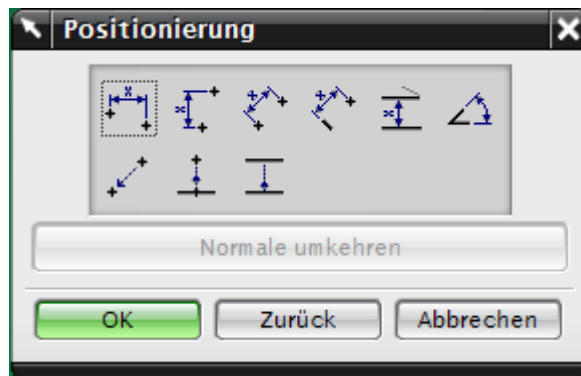 Positionierung
Normale umkehren
OK
Zurück
Abbrechen